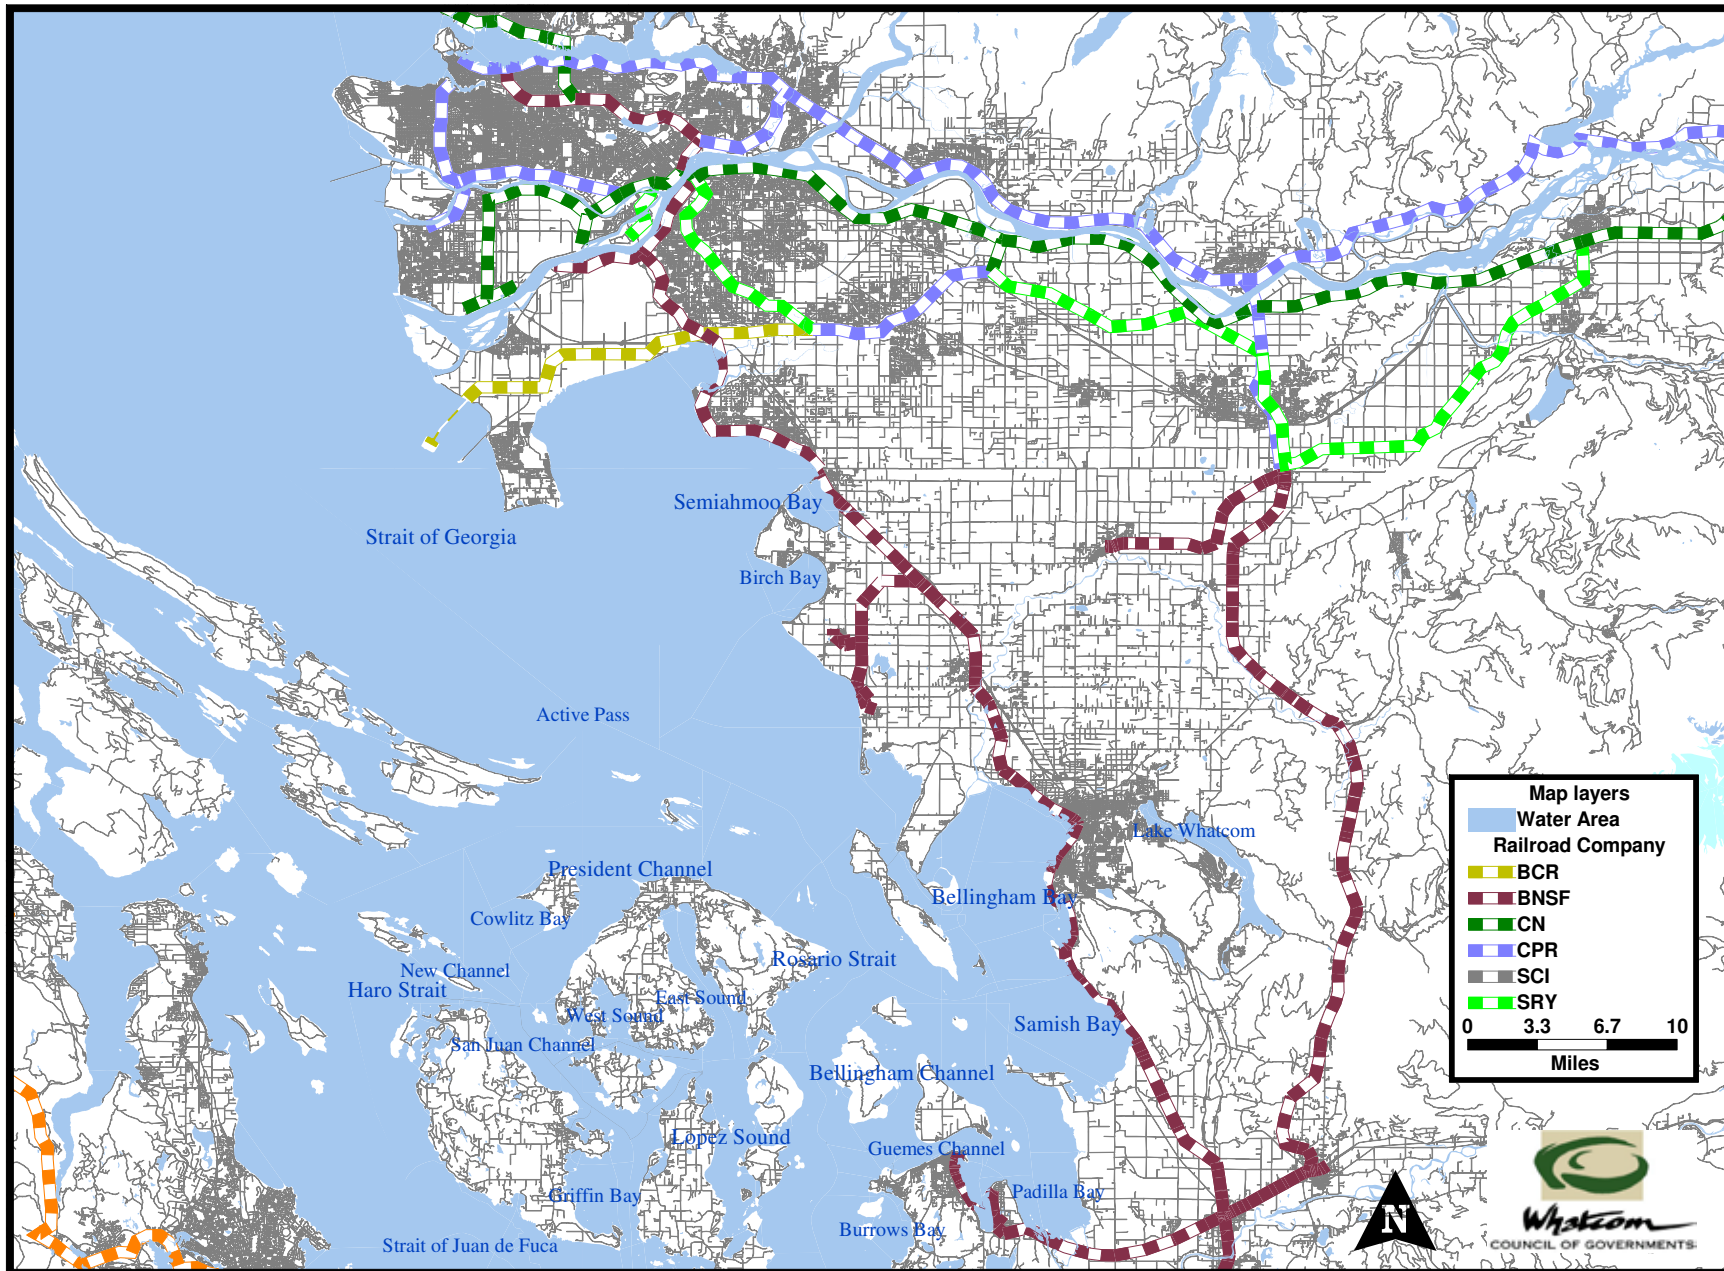 Semiahmoo Bay
Strait of Georgia
Birch Bay
Active Pass
Lake Whatcom
President Channel
Bellingham Bay
Cowlitz Bay
Rosario Strait
New Channel
Haro Strait
East Sound
West Sound
Samish Bay
San Juan Channel
Bellingham Channel
Lopez Sound
Guemes Channel
Griffin Bay
Padilla Bay
Burrows Bay
Strait of Juan de Fuca
Map layers
Water Area
Railroad Company
BCR
BNSF
CN
CPR
SCI
SRY
0 3.3 6.7 10
Miles
N
Whatcom
COUNCIL OF GOVERNMENTS